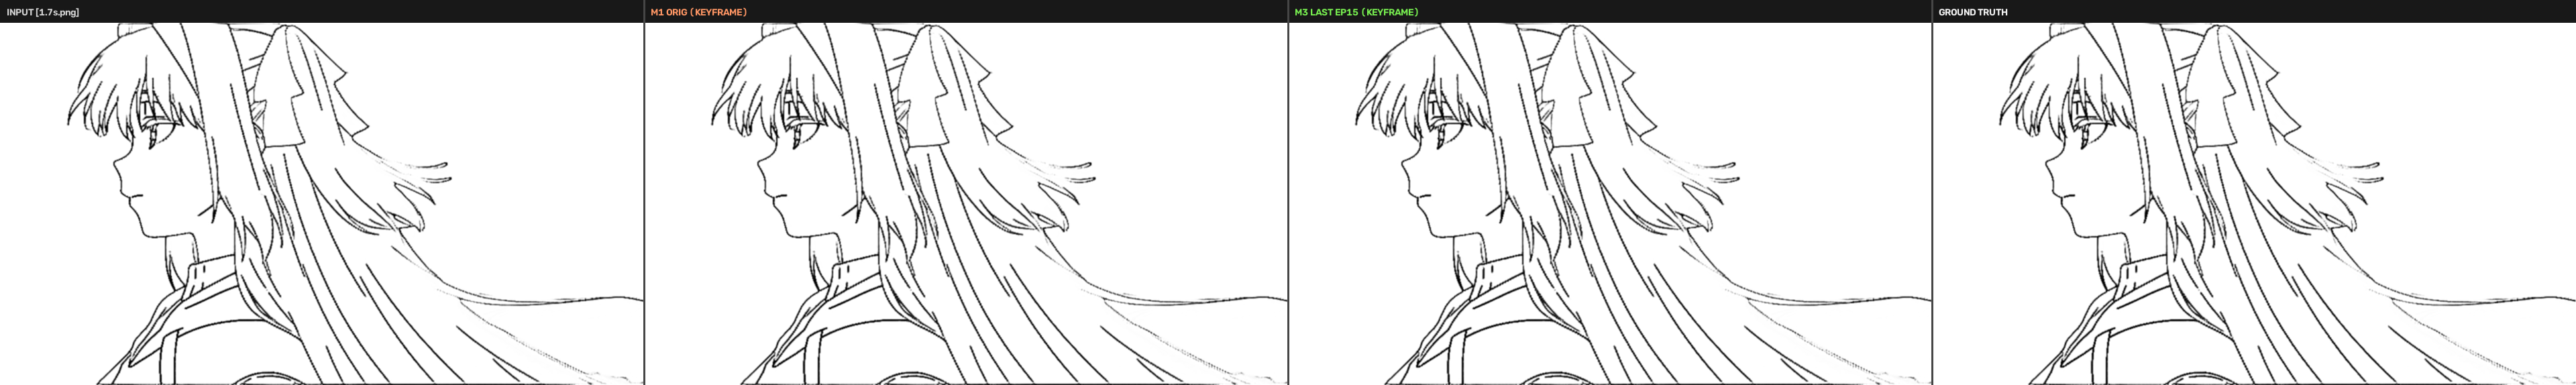 INPUT [1.7s.png]
M1 ORIG (KEYFRAME)
M3 LAST EP15 (KEYFRAME)
GROUND TRUTH